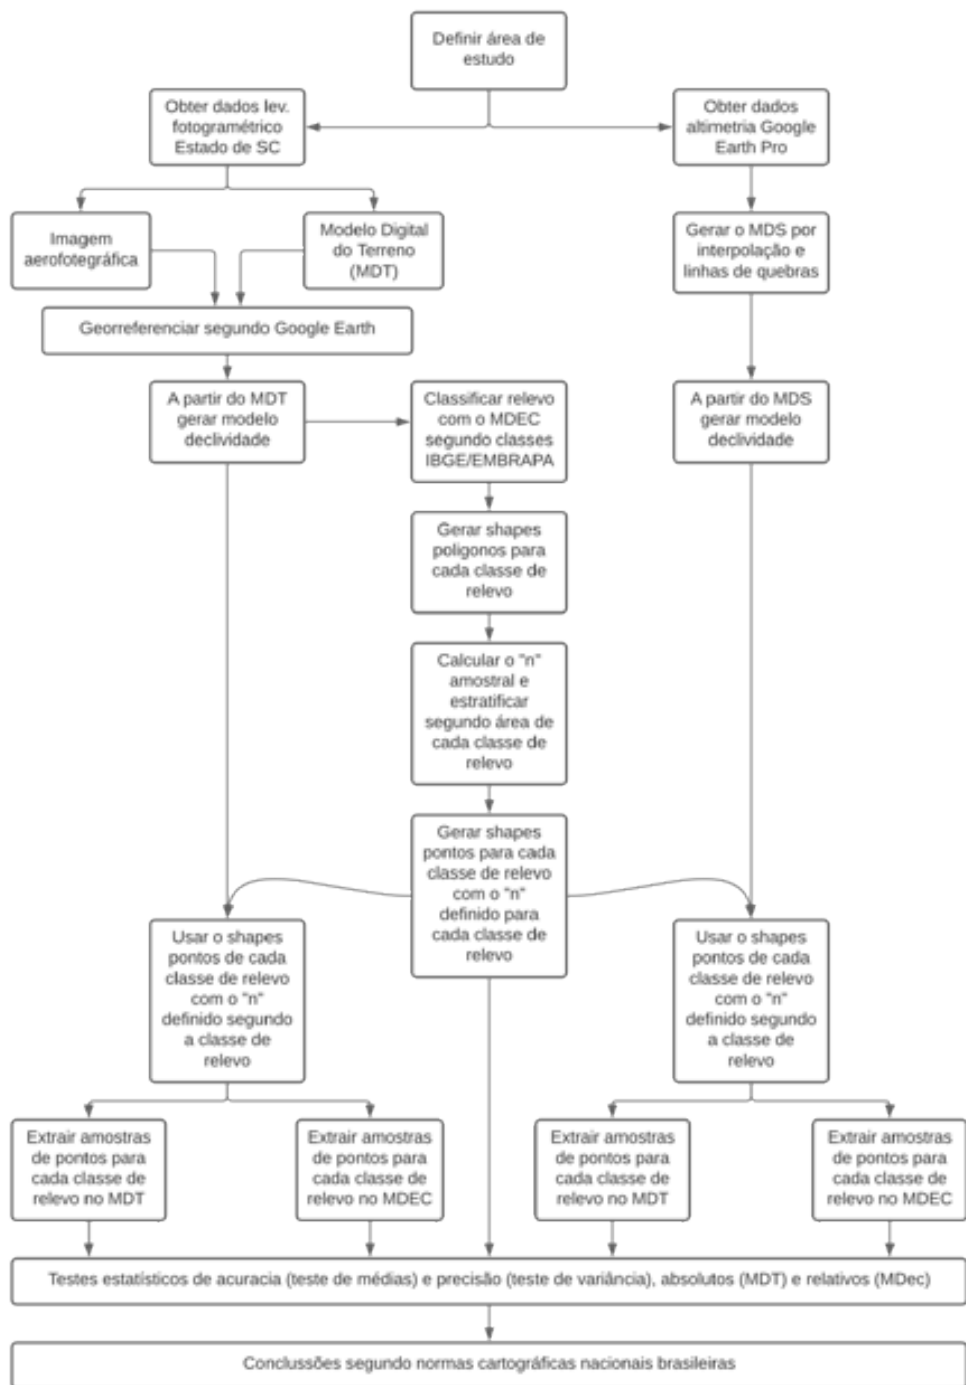 Definir área de
estudo
Obter dados lev.
fotogramétrico
Estado de SC
Obter dados
altimetria Google
Earth Pro
Imagem
aerofotegráfica
Modelo Digital
do Terreno
(MDT)
Gerar o MDS por
interpolação e
linhas de quebras
Georreferenciar segundo Google Earth
A partir do MDT
gerar modelo
declividade
Classificar relevo
com o MDEC
segundo classes
IBGE/EMBRAPA
A partir do MDS
gerar modelo
declividade
Gerar shapes
poligonos para
cada classe de
relevo
Calcular o "n"
amostral e
estratificar
segundo área de
cada classe de
relevo
Gerar shapes
pontos para cada
classe de relevo
com o "n"
definido para
cada classe de
relevo
Usar o shapes
pontos de cada
classe de relevo
com o "n"
definido segundo
a classe de
relevo
Usar o shapes
pontos de cada
classe de relevo
com o "n"
definido segundo
a classe de
relevo
Extrair amostras
de pontos para
cada classe de
relevo no MDT
Extrair amostras
de pontos para
cada classe de
relevo no MDEC
Extrair amostras
de pontos para
cada classe de
relevo no MDT
Extrair amostras
de pontos para
cada classe de
relevo no MDEC
Testes estatísticos de acuracia (teste de médias) e precisão (teste de variância), absolutos (MDT) e relativos (MDec)
Conclussões segundo normas cartográficas nacionais brasileiras